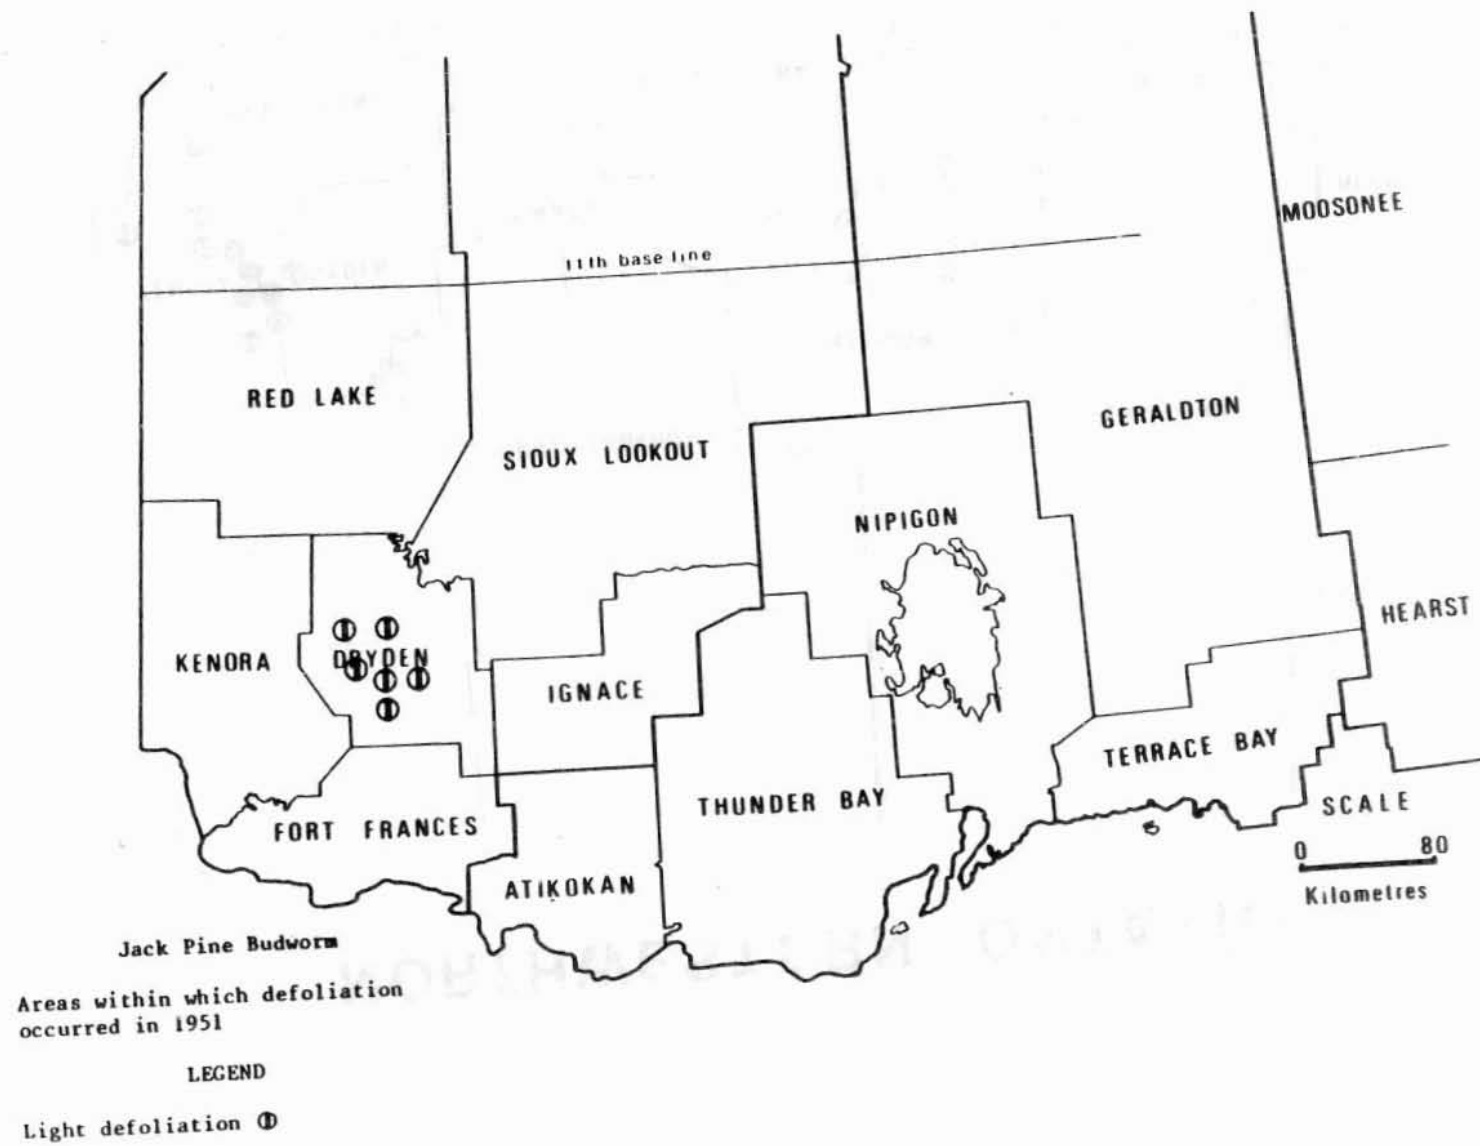 MOOSONEE
11th base line
RED LAKE
GERALDTON
SIOUX LOOKOUT
NIPIGON
HEARST
KENORA
DRYDEN
IGNACE
TERRACE BAY
THUNDER BAY
SCALE
FORT FRANCES
0 80
Kilometres
ATIKOKAN
Jack Pine Budworm
Areas within which defoliation
occurred in 1951
LEGEND
Light defoliation